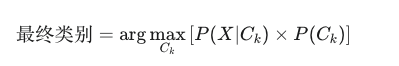 最终类别 = arg max_{C_k} [P(X|C_k) × P(C_k)]